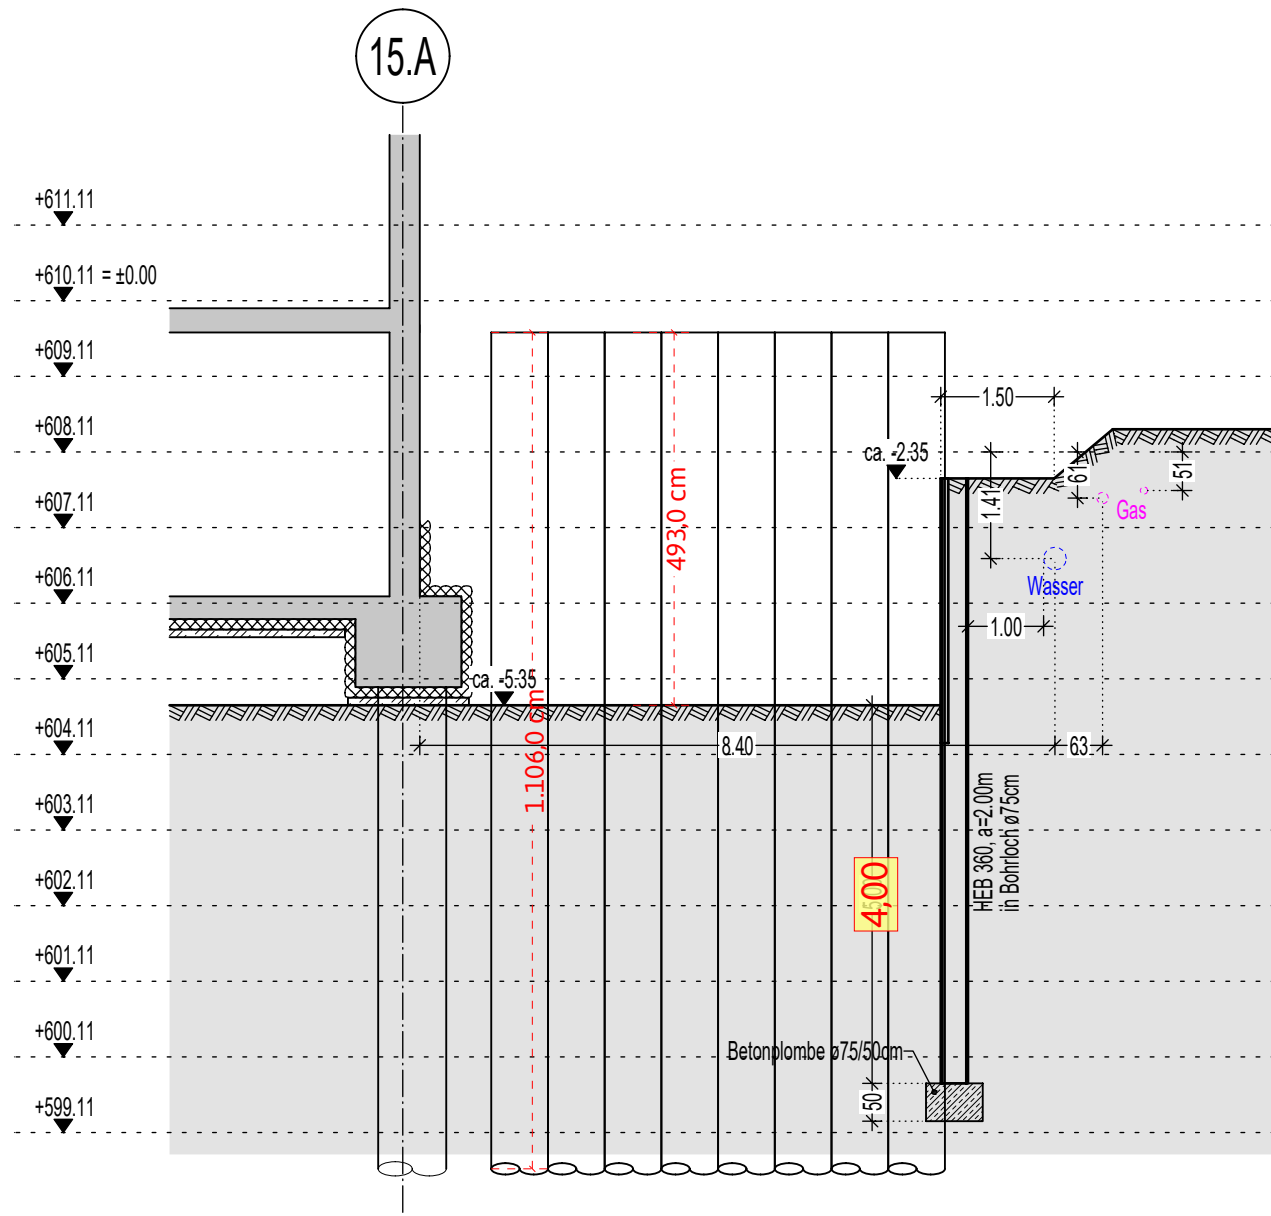 15.A
+611.11
+610.11 = ±0.00
+609.11
1.50
+608.11
ca. -2.35
61
51
493,0 cm
1.41
Gas
+607.11
+606.11
Wasser
1.00
+605.11
ca. -5.35
+604.11
8.40
63
1.106,0 cm
+603.11
HEB 360, a=2.00m
in Bohrloch ø75cm
+602.11
4,00
+601.11
+600.11
Betonplombe ø75/50cm
50
+599.11